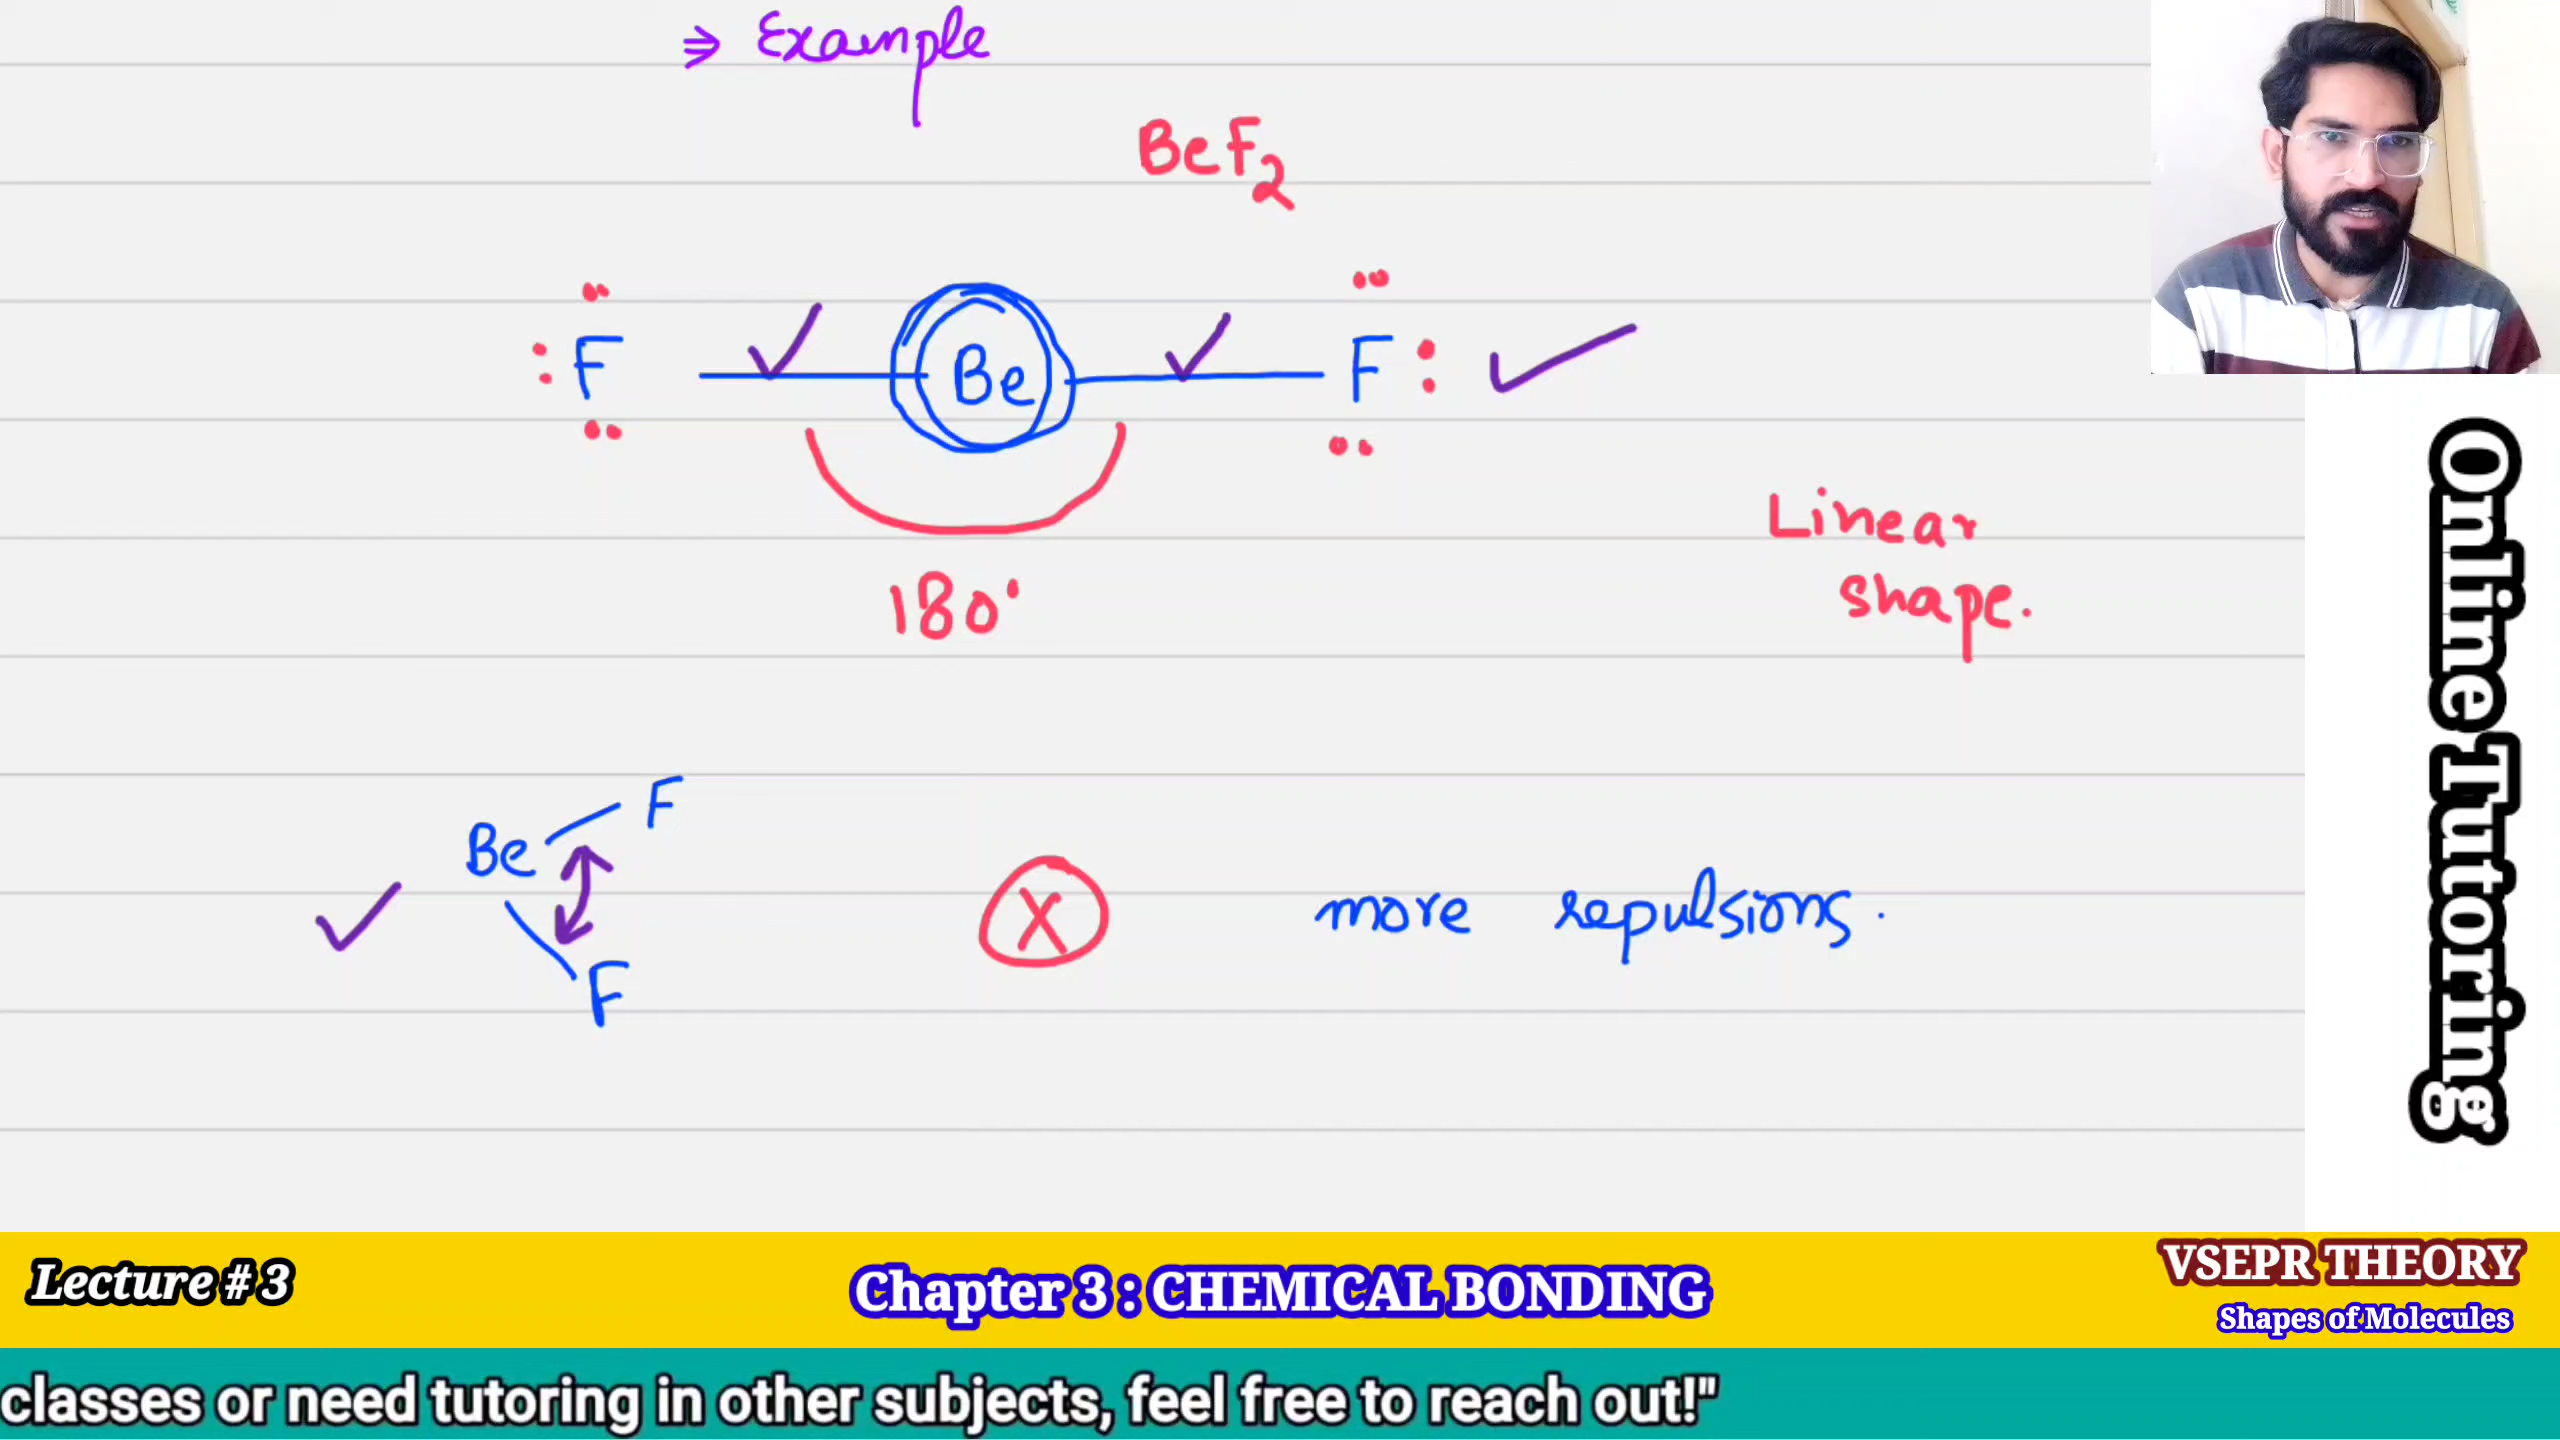 ⇒ Example
BeF₂
F — Be — F
180°
Linear
shape.
Be — F
F
X
more repulsions.
Online Tutoring
Lecture # 3
Chapter 3 : CHEMICAL BONDING
VSEPR THEORY
Shapes of Molecules
classes or need tutoring in other subjects, feel free to reach out!"